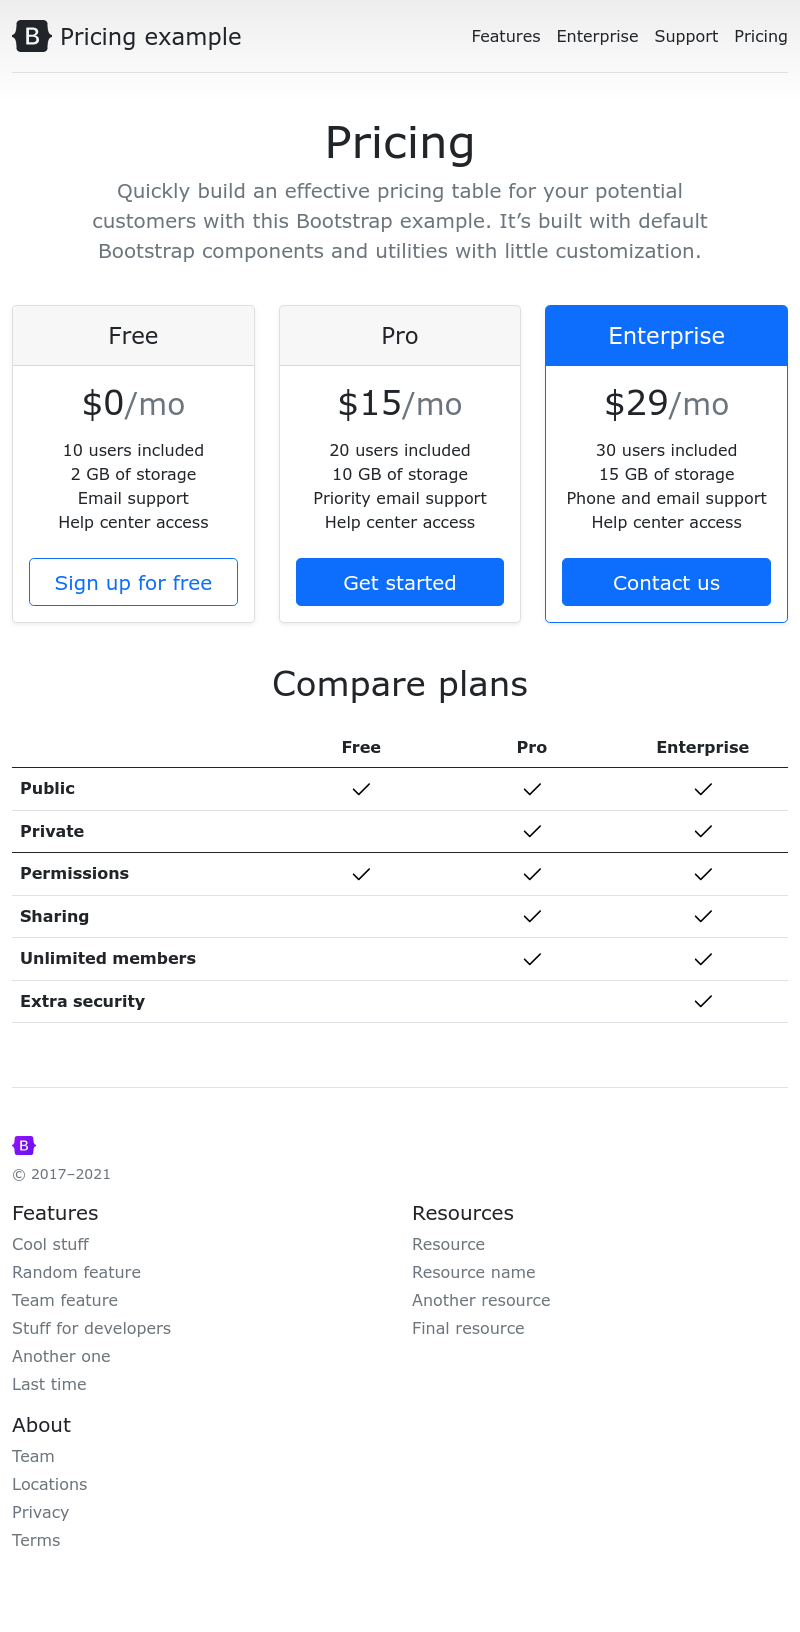 B Pricing example
Features Enterprise Support Pricing
Pricing
Quickly build an effective pricing table for your potential
customers with this Bootstrap example. It’s built with default
Bootstrap components and utilities with little customization.
Free
$0/mo
10 users included
2 GB of storage
Email support
Help center access
Sign up for free
Pro
$15/mo
20 users included
10 GB of storage
Priority email support
Help center access
Get started
Enterprise
$29/mo
30 users included
15 GB of storage
Phone and email support
Help center access
Contact us
Compare plans
Free Pro Enterprise
Public
Private
Permissions
Sharing
Unlimited members
Extra security
B
© 2017–2021
Features
Cool stuff
Random feature
Team feature
Stuff for developers
Another one
Last time
Resources
Resource
Resource name
Another resource
Final resource
About
Team
Locations
Privacy
Terms